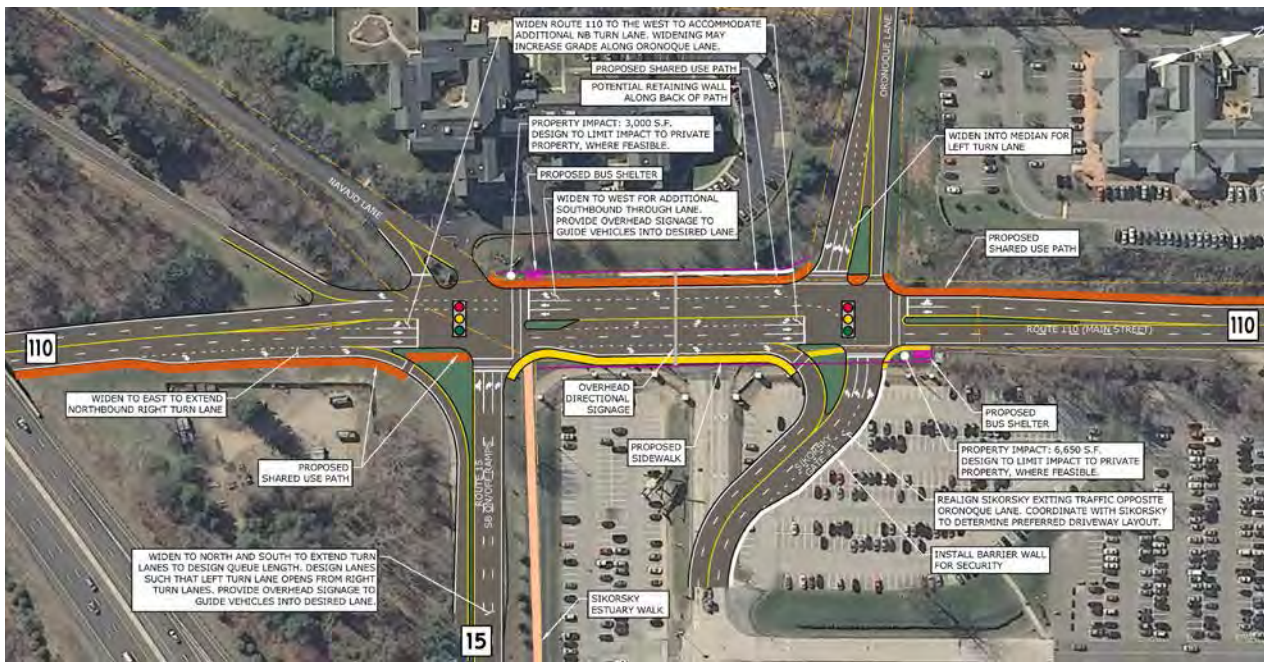 WIDEN ROUTE 110 TO THE WEST TO ACCOMMODATE
ADDITIONAL NB TURN LANE. WIDENING MAY
INCREASE GRADE ALONG ORONOQUE LANE.
PROPOSED SHARED USE PATH
POTENTIAL RETAINING WALL
ALONG BACK OF PATH
PROPERTY IMPACT: 3,000 S.F.
DESIGN TO LIMIT IMPACT TO PRIVATE
PROPERTY, WHERE FEASIBLE.
PROPOSED BUS SHELTER
WIDEN TO WEST FOR ADDITIONAL
SOUTHBOUND THROUGH LANE.
PROVIDE OVERHEAD SIGNAGE TO
GUIDE VEHICLES INTO DESIRED LANE.
ORONOQUE LANE
WIDEN INTO MEDIAN FOR
LEFT TURN LANE
NAVAJO LANE
PROPOSED
SHARED USE PATH
110
ROUTE 110 (MAIN STREET)
110
WIDEN TO EAST TO EXTEND
NORTHBOUND RIGHT TURN LANE
PROPOSED
SHARED USE PATH
OVERHEAD
DIRECTIONAL
SIGNAGE
PROPOSED
SIDEWALK
PROPOSED
BUS SHELTER
PROPERTY IMPACT: 6,650 S.F.
DESIGN TO LIMIT IMPACT TO PRIVATE
PROPERTY, WHERE FEASIBLE.
SIKORSKY
REALIGN SIKORSKY EXITING TRAFFIC OPPOSITE
ORONOQUE LANE. COORDINATE WITH SIKORSKY
TO DETERMINE PREFERRED DRIVEWAY LAYOUT.
INSTALL BARRIER WALL
FOR SECURITY
ROUTE 15
SB ON/OFF RAMPS
WIDEN TO NORTH AND SOUTH TO EXTEND TURN
LANES TO DESIGN QUEUE LENGTH. DESIGN LANES
SUCH THAT LEFT TURN LANE OPENS FROM RIGHT
TURN LANES. PROVIDE OVERHEAD SIGNAGE TO
GUIDE VEHICLES INTO DESIRED LANE.
SIKORSKY
ESTUARY WALK
15